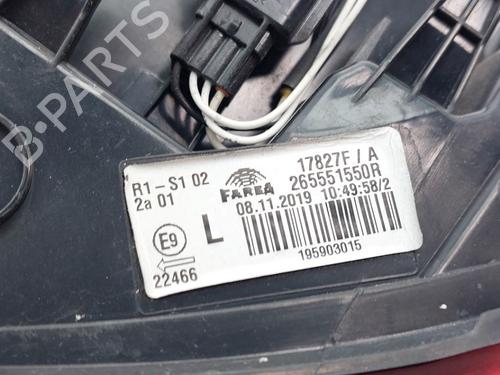 B-PARTS
R1-S1 02
2a 01
FAREA
17827F / A
265551550R
08.11.2019 10:49:58/2
E9
L
22466
195903015